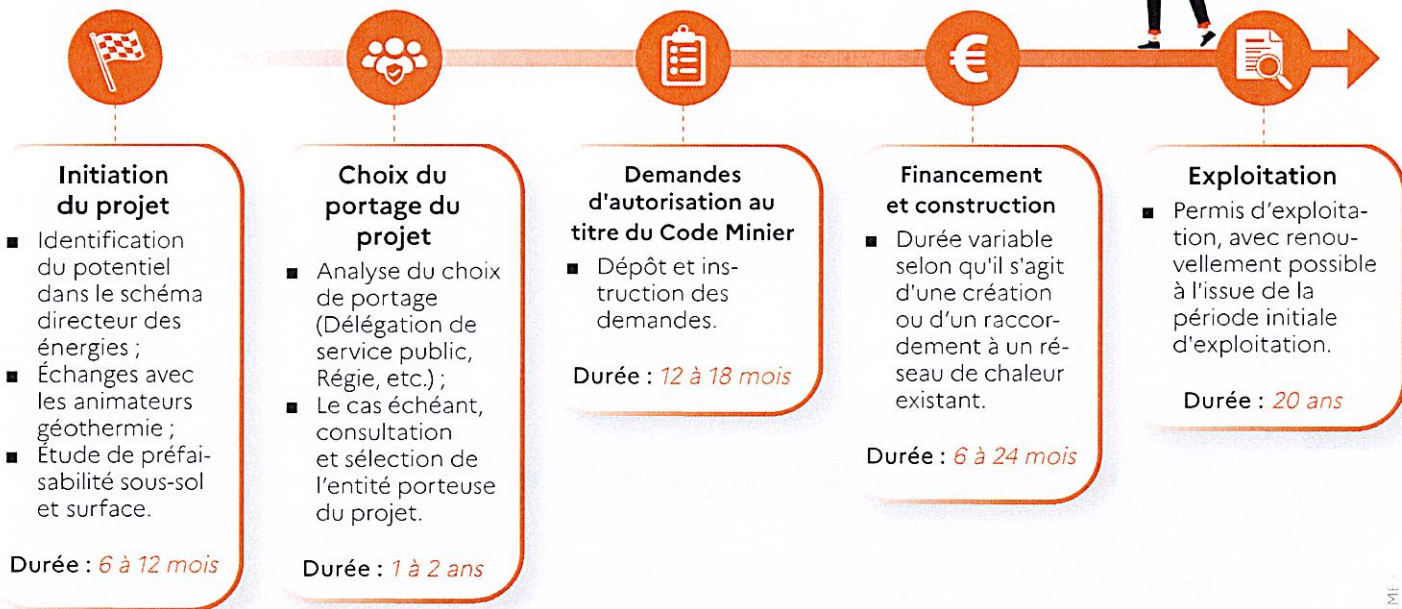 Initiation
du projet
■ Identification
du potentiel
dans le schéma
directeur des
énergies ;
■ Échanges avec
les animateurs
géothermie ;
■ Étude de préfai-
sabilité sous-sol
et surface.
Durée : 6 à 12 mois
Choix du
portage du
projet
■ Analyse du choix
de portage
(Délégation de
service public,
Régie, etc.) ;
■ Le cas échéant,
consultation
et sélection de
l'entité porteuse
du projet.
Durée : 1 à 2 ans
Demandes
d'autorisation au
titre du Code Minier
■ Dépôt et ins-
truction des
demandes.
Durée : 12 à 18 mois
€
Financement
et construction
■ Durée variable
selon qu'il s'agit
d'une création
ou d'un raccor-
dement à un ré-
seau de chaleur
existant.
Durée : 6 à 24 mois
Exploitation
■ Permis d'exploita-
tion, avec renou-
vellement possible
à l'issue de la
période initiale
d'exploitation.
Durée : 20 ans